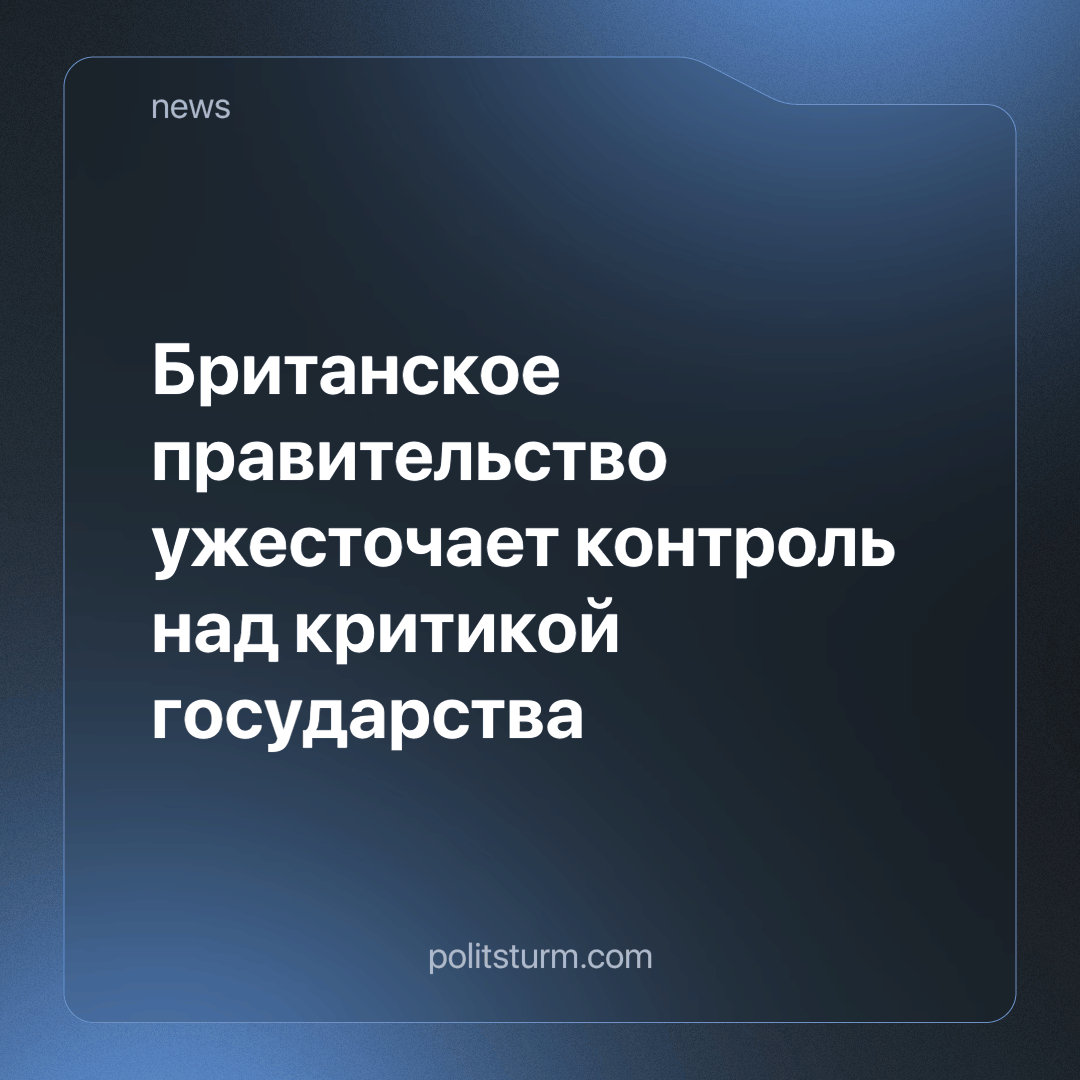 news
Британское
правительство
ужесточает контроль
над критикой
государства
politsturm.com